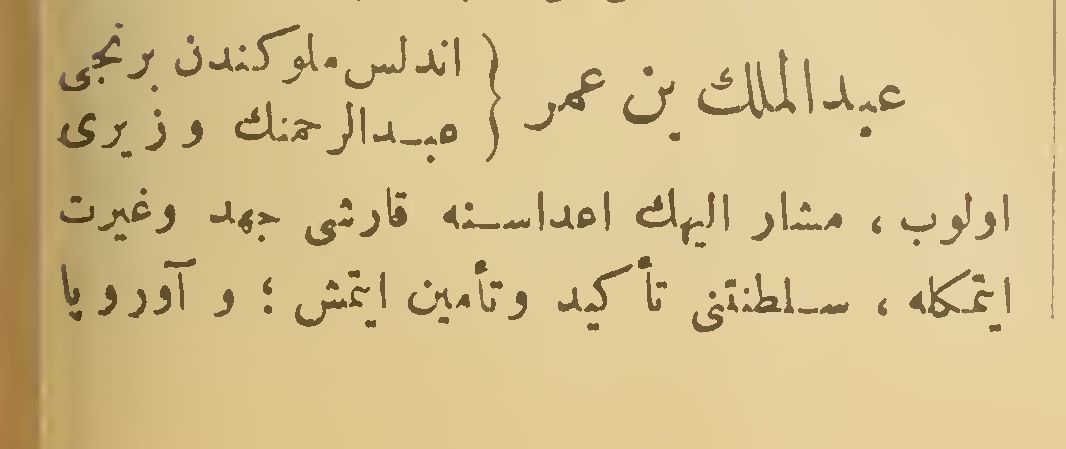 عبدالملك بن عمر { اندلس ملوكندن برنجی
عبدالرحمنك وزیری
اولوب ، مشار الیهك اعداسنه قارشی جهد وغیرت
ایتمكله ، سلطنتنی تأكید وتأمین ایتمش ؛ و آوروپا